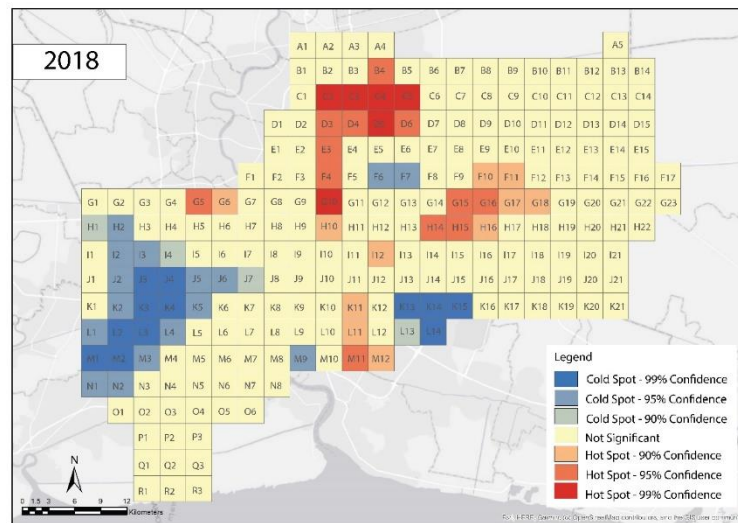 2018
A1 A2 A3 A4 A5
B1 B2 B3 B4 B5 B6 B7 B8 B9 B10 B11 B12 B13 B14
C1 C6 C7 C8 C9 C10 C11 C12 C13 C14
D1 D2 D3 D4 D6 D7 D8 D9 D10 D11 D12 D13 D14 D15
E1 E2 E3 E4 E5 E6 E7 E8 E9 E10 E11 E12 E13 E14 E15
F1 F2 F3 F4 F5 F6 F7 F8 F9 F10 F11 F12 F13 F14 F15 F16 F17
G1 G2 G3 G4 G5 G6 G7 G8 G9 G10 G11 G12 G13 G14 G15 G16 G17 G18 G19 G20 G21 G22 G23
H1 H2 H3 H4 H5 H6 H7 H8 H9 H10 H11 H12 H13 H14 H15 H16 H17 H18 H19 H20 H21 H22
I1 I2 I3 I4 I5 I6 I7 I8 I9 I10 I11 I12 I13 I14 I15 I16 I17 I18 I19 I20 I21
J1 J2 J3 J4 J5 J6 J7 J8 J9 J10 J11 J12 J13 J14 J15 J16 J17 J18 J19 J20 J21
K1 K2 K3 K4 K5 K6 K7 K8 K9 K10 K11 K12 K13 K14 K15 K16 K17 K18 K19 K20 K21
L1 L2 L3 L4 L5 L6 L7 L8 L9 L10 L11 L12 L13 L14
M1 M2 M3 M4 M5 M6 M7 M8 M9 M10 M11 M12
N1 N2 N3 N4 N5 N6 N7 N8
O1 O2 O3 O4 O5 O6
P1 P2 P3
Q1 Q2 Q3
R1 R2 R3
Legend
Cold Spot - 99% Confidence
Cold Spot - 95% Confidence
Cold Spot - 90% Confidence
Not Significant
Hot Spot - 90% Confidence
Hot Spot - 95% Confidence
Hot Spot - 99% Confidence
N
0 1.5 3 6 9 12
Kilometers